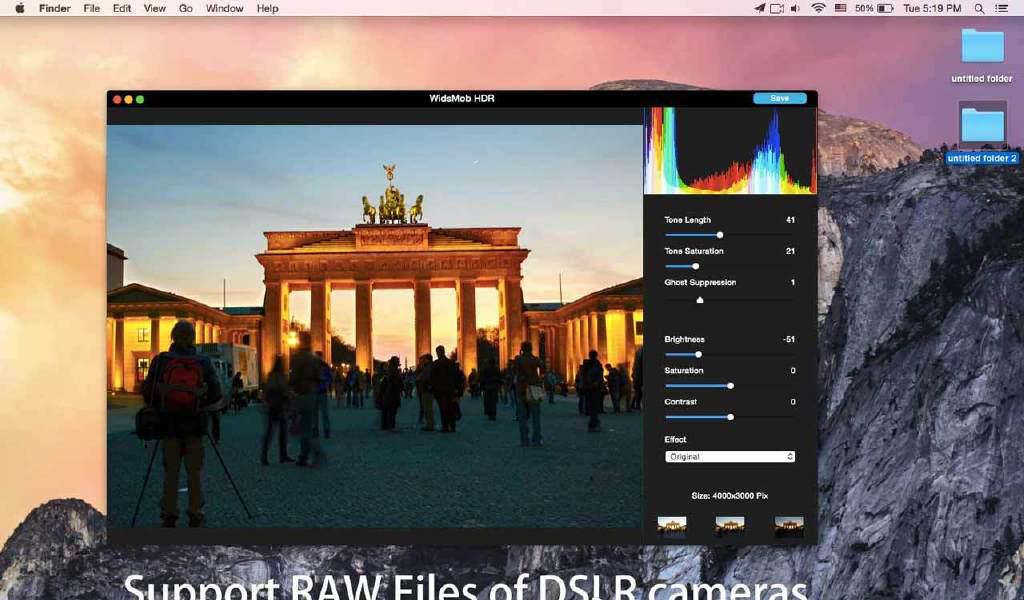 Finder File Edit View Go Window Help 50% Tue 5:19 PM
untitled folder
untitled folder 2
WidsMob HDR Save
Tone Length 41
Tone Saturation 21
Ghost Suppression 1
Brightness -51
Saturation 0
Contrast 0
Effect
Original
Size: 4000x3000 Pix
Support RAW Files of DSLR cameras